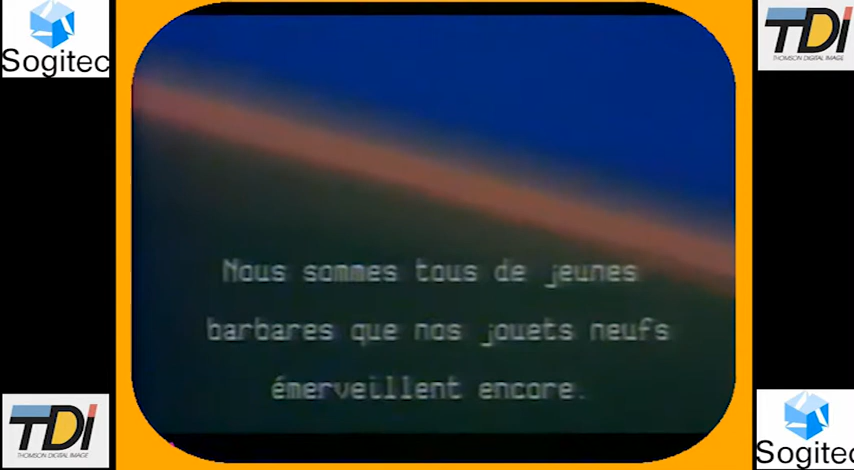 Sogitec
TDI
THOMSON DIGITAL IMAGE
Nous sommes tous de jeunes
barbares que nos jouets neufs
émerveillent encore.
TDI
THOMSON DIGITAL IMAGE
Sogitec